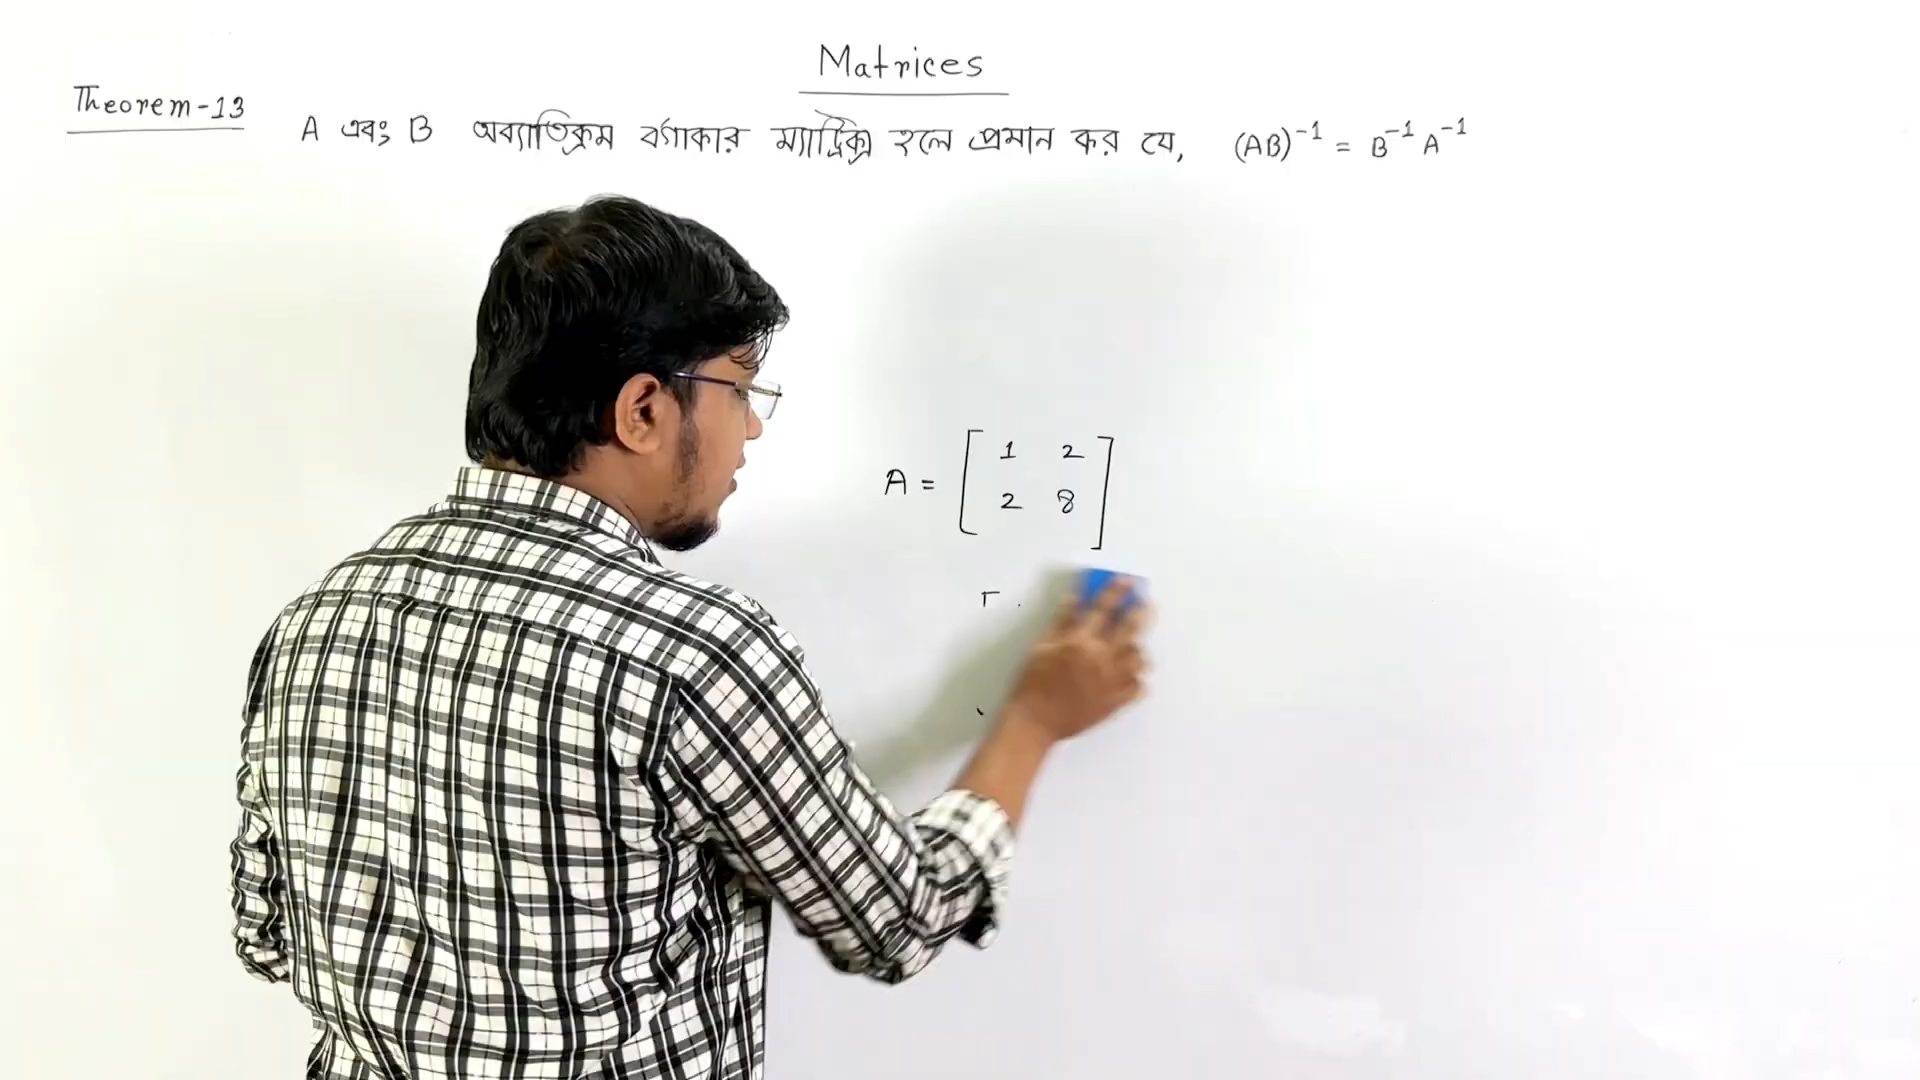 Matrices
Theorem-13
A এবং B অব্যাতিক্রম বর্গাকার ম্যাট্রিক্স হলে প্রমান কর যে, (AB)⁻¹ = B⁻¹ A⁻¹
A = [ 1 2
2 8 ]